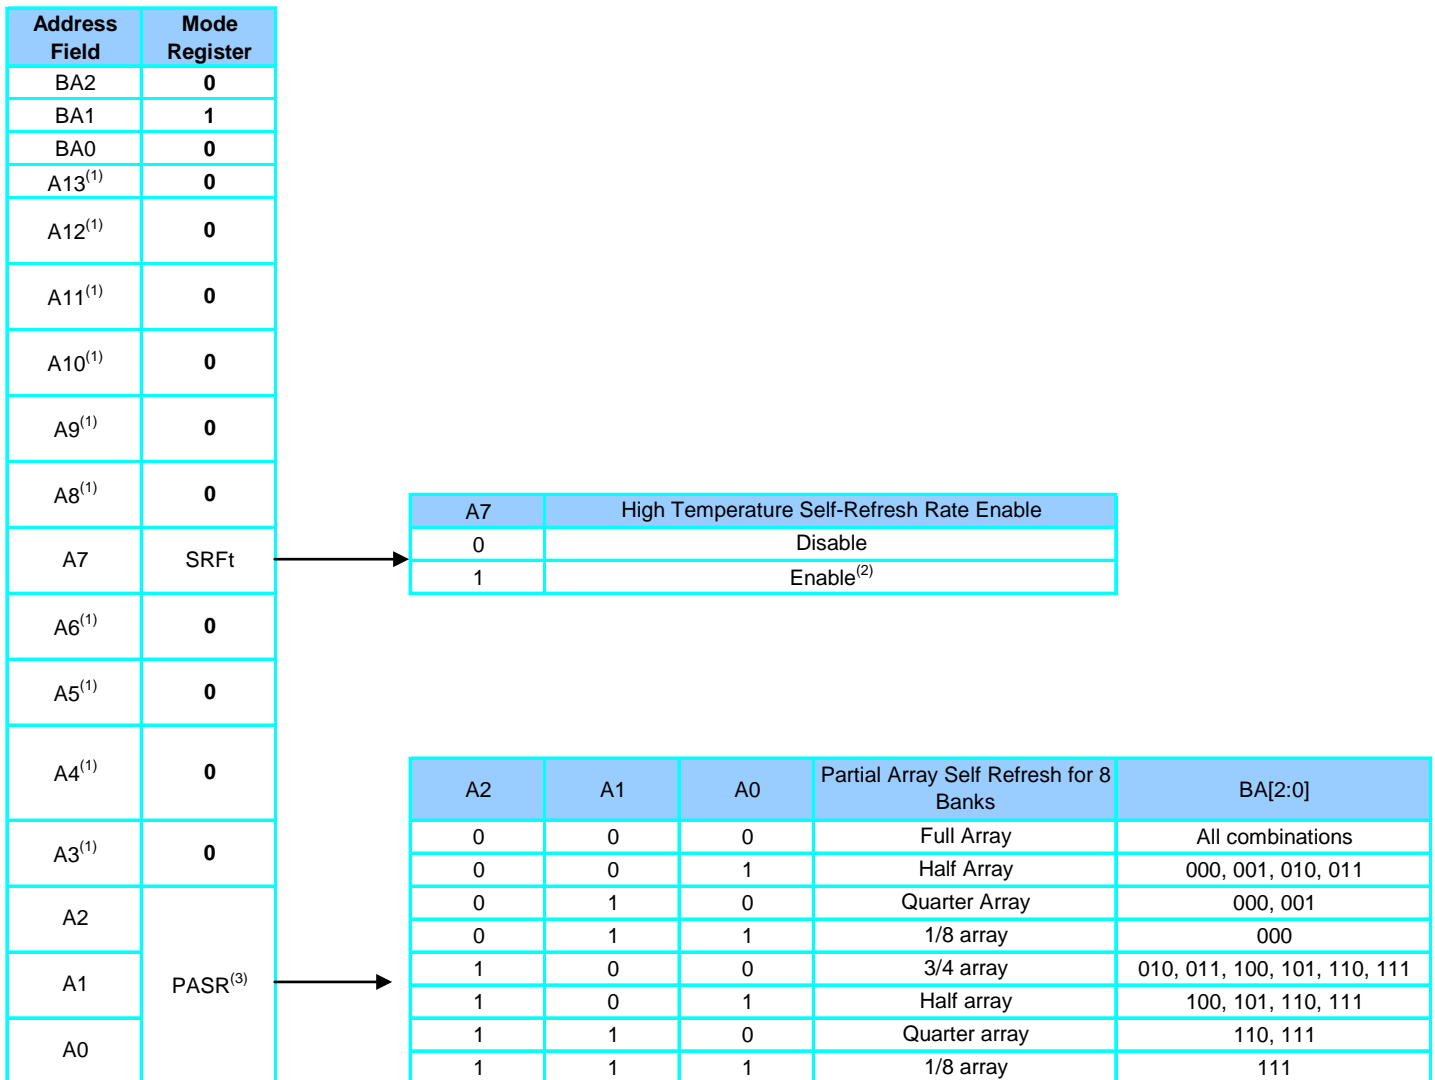 Address Field Mode Register
BA2 0
BA1 1
BA0 0
A13(1) 0
A12(1) 0
A11(1) 0
A10(1) 0
A9(1) 0
A8(1) 0
A7 SRFt
A6(1) 0
A5(1) 0
A4(1) 0
A3(1) 0
A2
A1 PASR(3)
A0
A7 High Temperature Self-Refresh Rate Enable
0 Disable
1 Enable(2)
A2 A1 A0 Partial Array Self Refresh for 8 Banks BA[2:0]
0 0 0 Full Array All combinations
0 0 1 Half Array 000, 001, 010, 011
0 1 0 Quarter Array 000, 001
0 1 1 1/8 array 000
1 0 0 3/4 array 010, 011, 100, 101, 110, 111
1 0 1 Half array 100, 101, 110, 111
1 1 0 Quarter array 110, 111
1 1 1 1/8 array 111